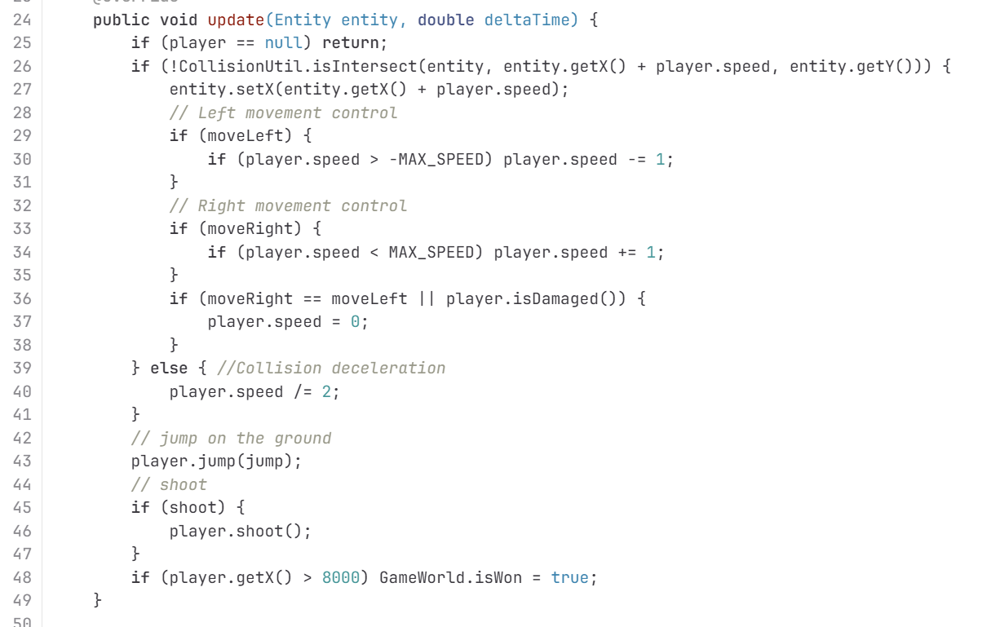 24 public void update(Entity entity, double deltaTime) {
25 if (player == null) return;
26 if (!CollisionUtil.isIntersect(entity, entity.getX() + player.speed, entity.getY())) {
27 entity.setX(entity.getX() + player.speed);
28 // Left movement control
29 if (moveLeft) {
30 if (player.speed > -MAX_SPEED) player.speed -= 1;
31 }
32 // Right movement control
33 if (moveRight) {
34 if (player.speed < MAX_SPEED) player.speed += 1;
35 }
36 if (moveRight == moveLeft || player.isDamaged()) {
37 player.speed = 0;
38 }
39 } else { //Collision deceleration
40 player.speed /= 2;
41 }
42 // jump on the ground
43 player.jump(jump);
44 // shoot
45 if (shoot) {
46 player.shoot();
47 }
48 if (player.getX() > 8000) GameWorld.isWon = true;
49 }
50